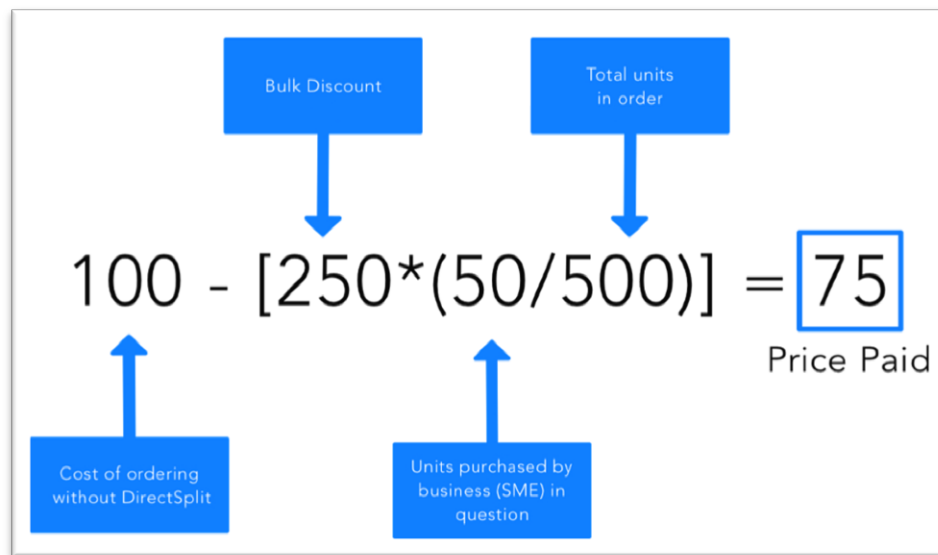 Bulk Discount
Total units
in order
100 - [250*(50/500)] = 75
Price Paid
Cost of ordering
without DirectSplit
Units purchased by
business (SME) in
question